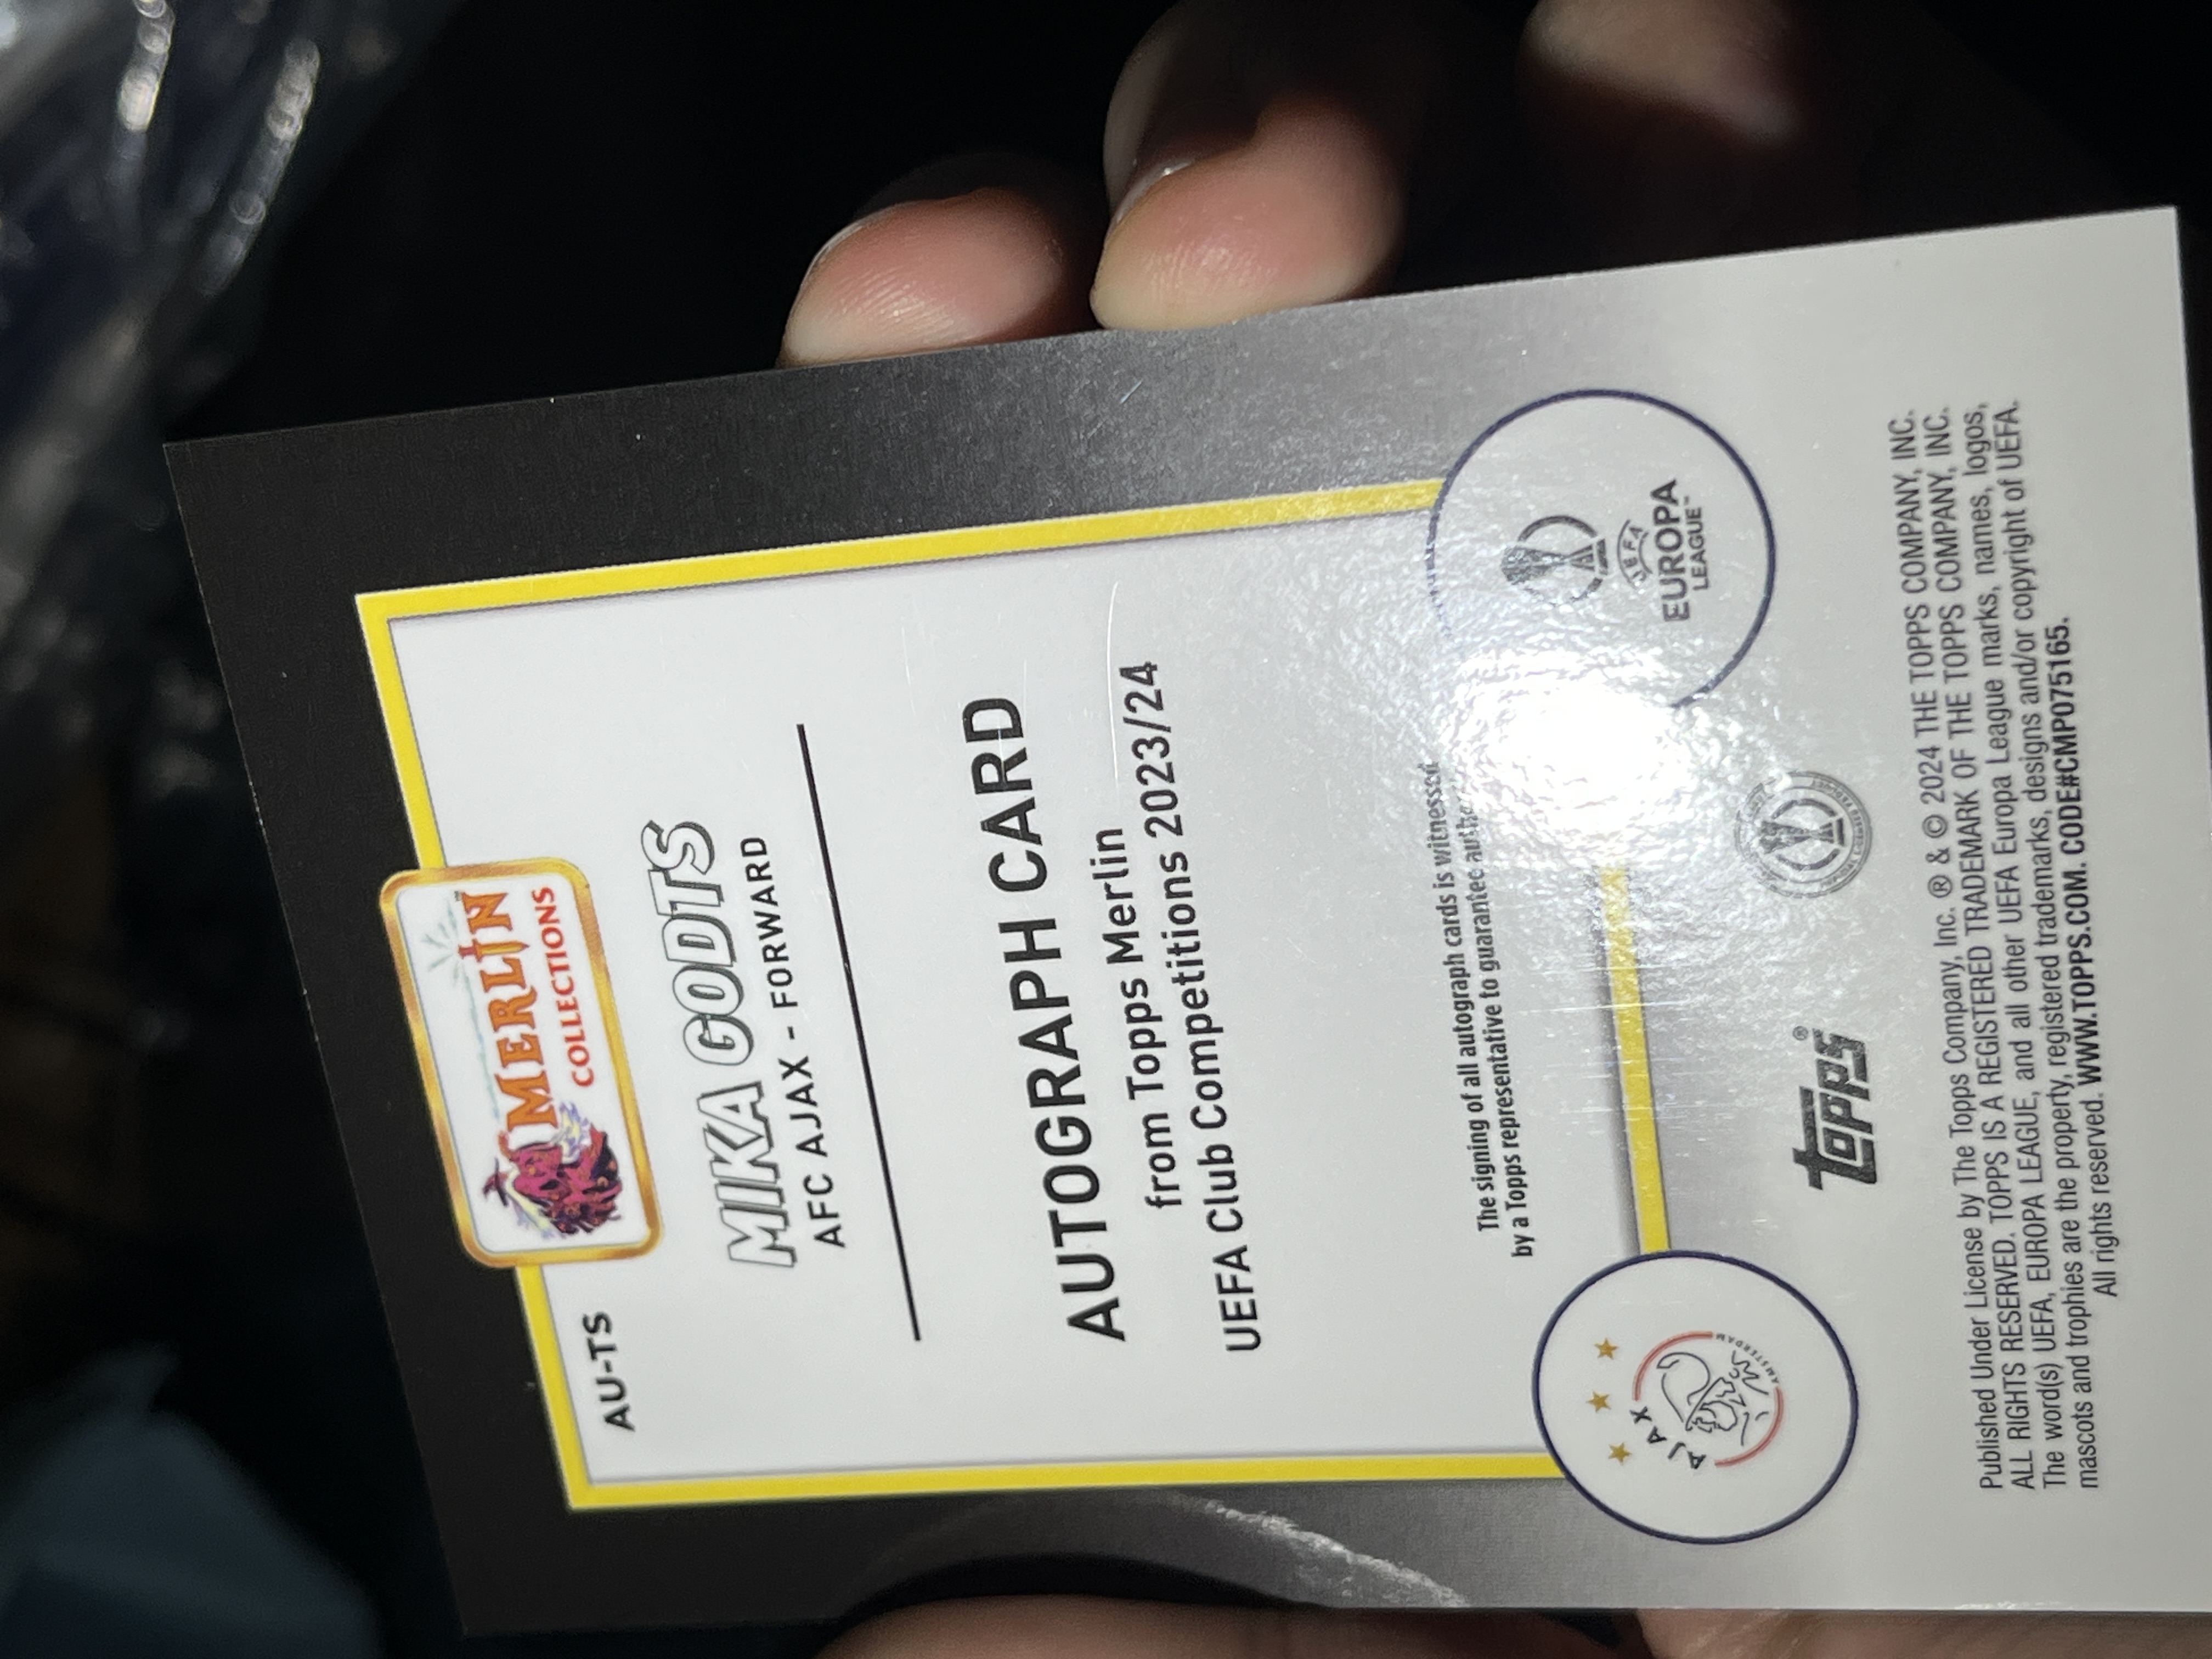 AU-TS
MERLIN
COLLECTIONS
MIKA GODTS
AFC AJAX - FORWARD
AUTOGRAPH CARD
from Topps Merlin
UEFA Club Competitions 2023/24
The signing of all autograph cards is witnessed
by a Topps representative to guarantee
AJAX
AMSTERDAM
UEFA
EUROPA
LEAGUE™
topps®
Published Under License by The Topps Company, Inc. ® & © 2024 THE TOPPS COMPANY, INC.
ALL RIGHTS RESERVED. TOPPS IS A REGISTERED TRADEMARK OF THE TOPPS COMPANY, INC.
The word(s) UEFA, EUROPA LEAGUE, and all other UEFA Europa League marks, names, logos,
mascots and trophies are the property, registered trademarks, designs and/or copyright of UEFA.
All rights reserved. WWW.TOPPS.COM. CODE#CMP075165.